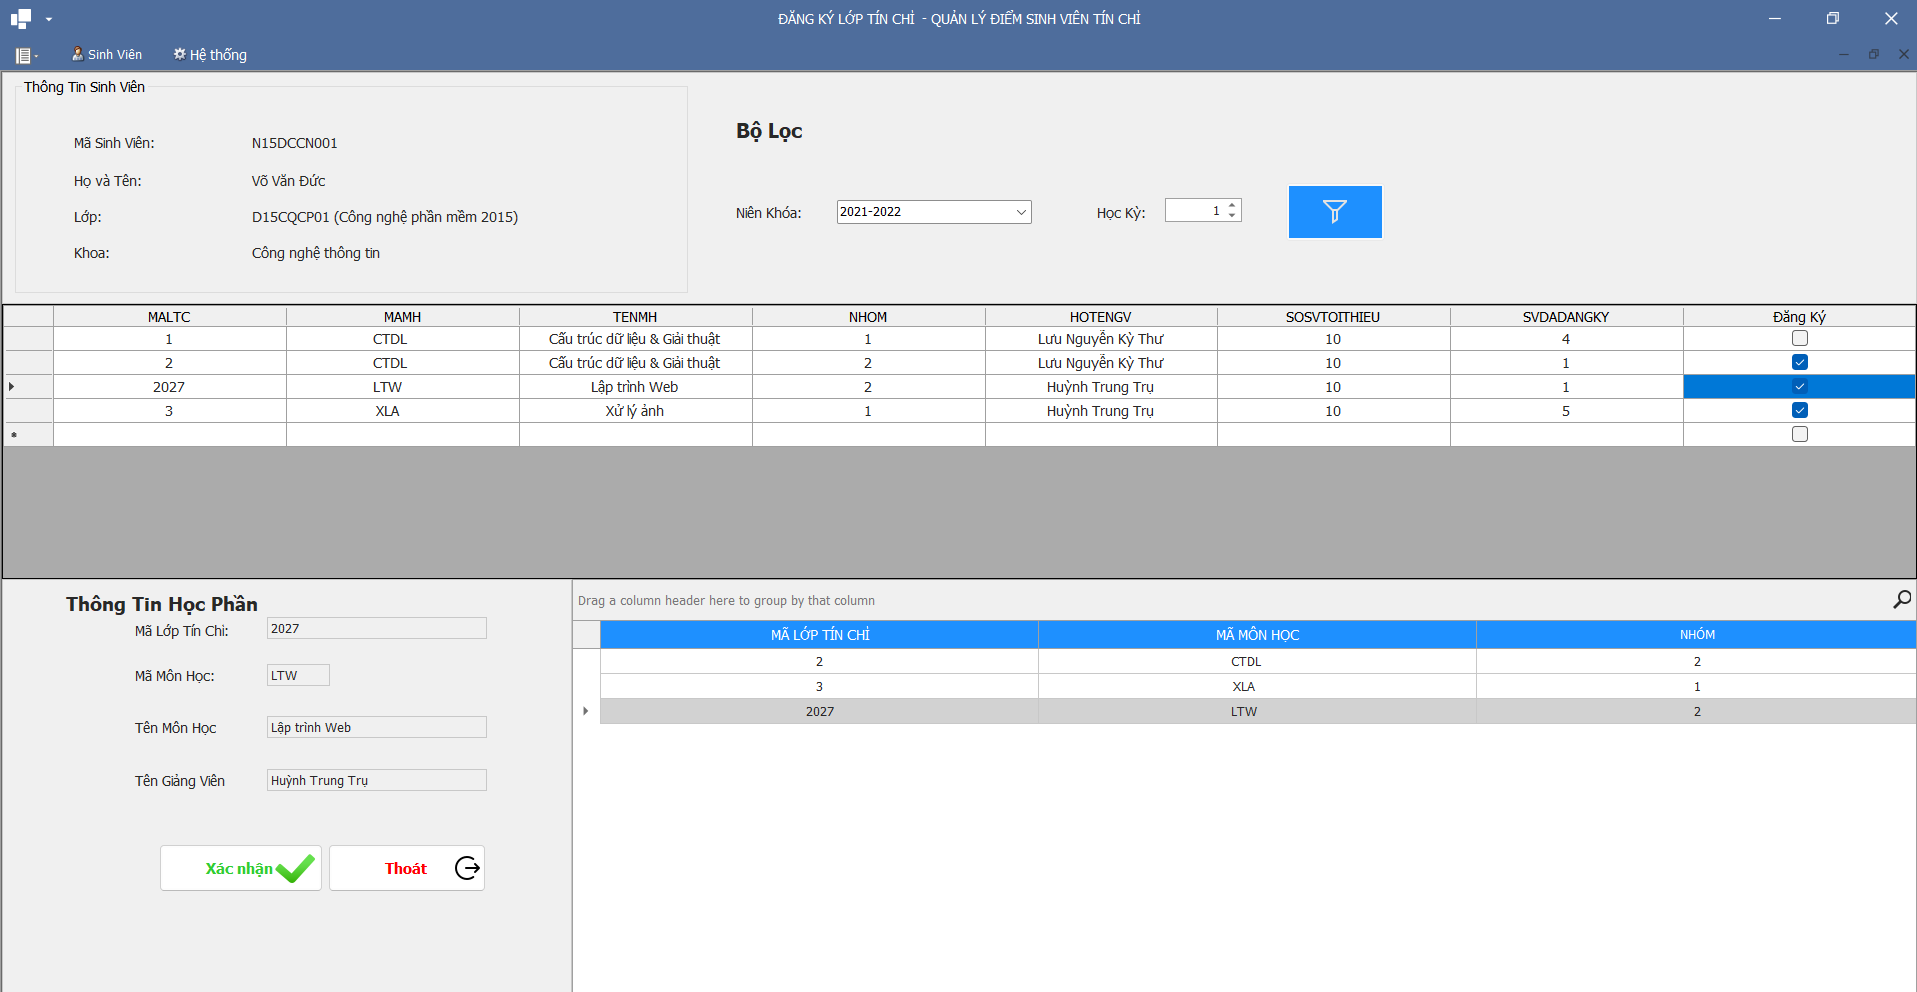 ĐĂNG KÝ LỚP TÍN CHỈ - QUẢN LÝ ĐIỂM SINH VIÊN TÍN CHỈ
Sinh Viên Hệ thống
Thông Tin Sinh Viên
Mã Sinh Viên: N15DCCN001
Họ và Tên: Võ Văn Đức
Lớp: D15CQCP01 (Công nghệ phần mềm 2015)
Khoa: Công nghệ thông tin
Bộ Lọc
Niên Khóa: 2021-2022 Học Kỳ: 1
MALTC MAMH TENMH NHOM HOTENGV SOSVTOITHIEU SVDADANGKY Đăng Ký
1 CTDL Cấu trúc dữ liệu & Giải thuật 1 Lưu Nguyễn Kỳ Thư 10 4
2 CTDL Cấu trúc dữ liệu & Giải thuật 2 Lưu Nguyễn Kỳ Thư 10 1
2027 LTW Lập trình Web 2 Huỳnh Trung Trụ 10 1
3 XLA Xử lý ảnh 1 Huỳnh Trung Trụ 10 5
Thông Tin Học Phần
Mã Lớp Tín Chỉ: 2027
Mã Môn Học: LTW
Tên Môn Học Lập trình Web
Tên Giảng Viên Huỳnh Trung Trụ
Xác nhận Thoát
Drag a column header here to group by that column
MÃ LỚP TÍN CHỈ MÃ MÔN HỌC NHÓM
2 CTDL 2
3 XLA 1
2027 LTW 2